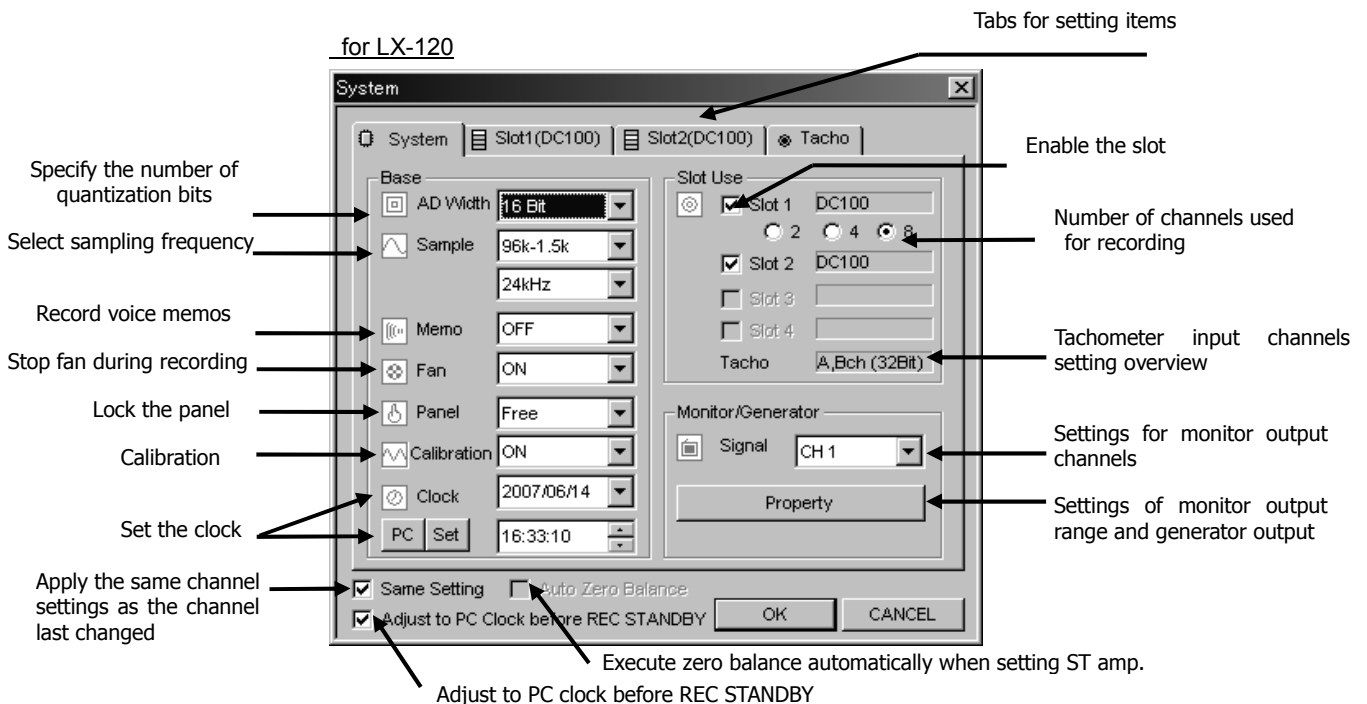 Tabs for setting items
for LX-120
System
System
Slot1(DC100)
Slot2(DC100)
Tacho
Enable the slot
Specify the number of
quantization bits
Base
AD Width
16 Bit
Slot Use
Slot 1
DC100
2
4
8
Number of channels used
for recording
Select sampling frequency
Sample
96k-1.5k
24kHz
Slot 2
DC100
Slot 3
Slot 4
Record voice memos
Memo
OFF
Tacho
A,Bch (32Bit)
Tachometer input channels
setting overview
Stop fan during recording
Fan
ON
Lock the panel
Panel
Free
Monitor/Generator
Signal
CH 1
Settings for monitor output
channels
Calibration
Calibration
ON
Clock
2007/06/14
Property
Settings of monitor output
range and generator output
Set the clock
PC
Set
16:33:10
Apply the same channel
settings as the channel
last changed
Same Setting
Auto Zero Balance
Adjust to PC Clock before REC STANDBY
OK
CANCEL
Execute zero balance automatically when setting ST amp.
Adjust to PC clock before REC STANDBY